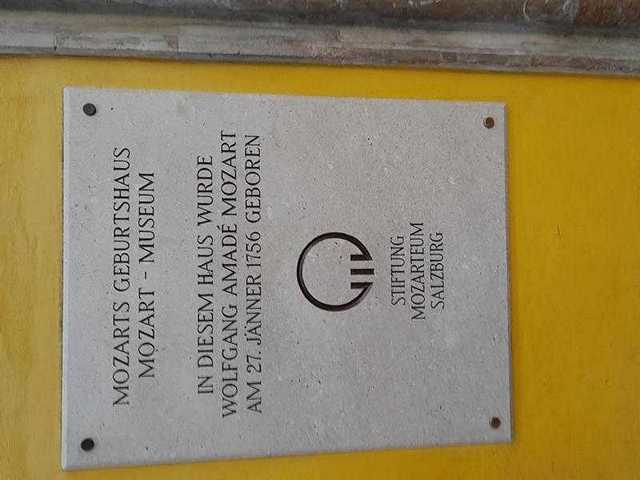 MOZARTS GEBURTSHAUS
MOZART - MUSEUM
IN DIESEM HAUS WURDE
WOLFGANG AMADÉ MOZART
AM 27. JÄNNER 1756 GEBOREN
STIFTUNG
MOZARTEUM
SALZBURG